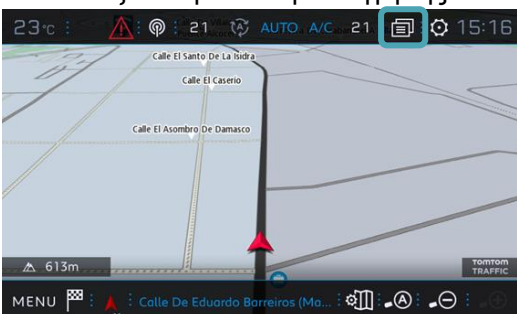 23°C : 21 AUTO A/C 21 15:16
Calle El Santo De La Isidra
Calle El Caserio
Calle El Asombro De Damasco
613m
TOMTOM
TRAFFIC
MENU : Calle De Eduardo Barreiros (Ma... : A